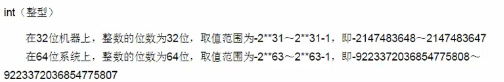 int（整型）
在32位机器上，整数的位数为32位，取值范围为-2**31～2**31-1，即-2147483648～2147483647
在64位系统上，整数的位数为64位，取值范围为-2**63～2**63-1，即-9223372036854775808～
9223372036854775807